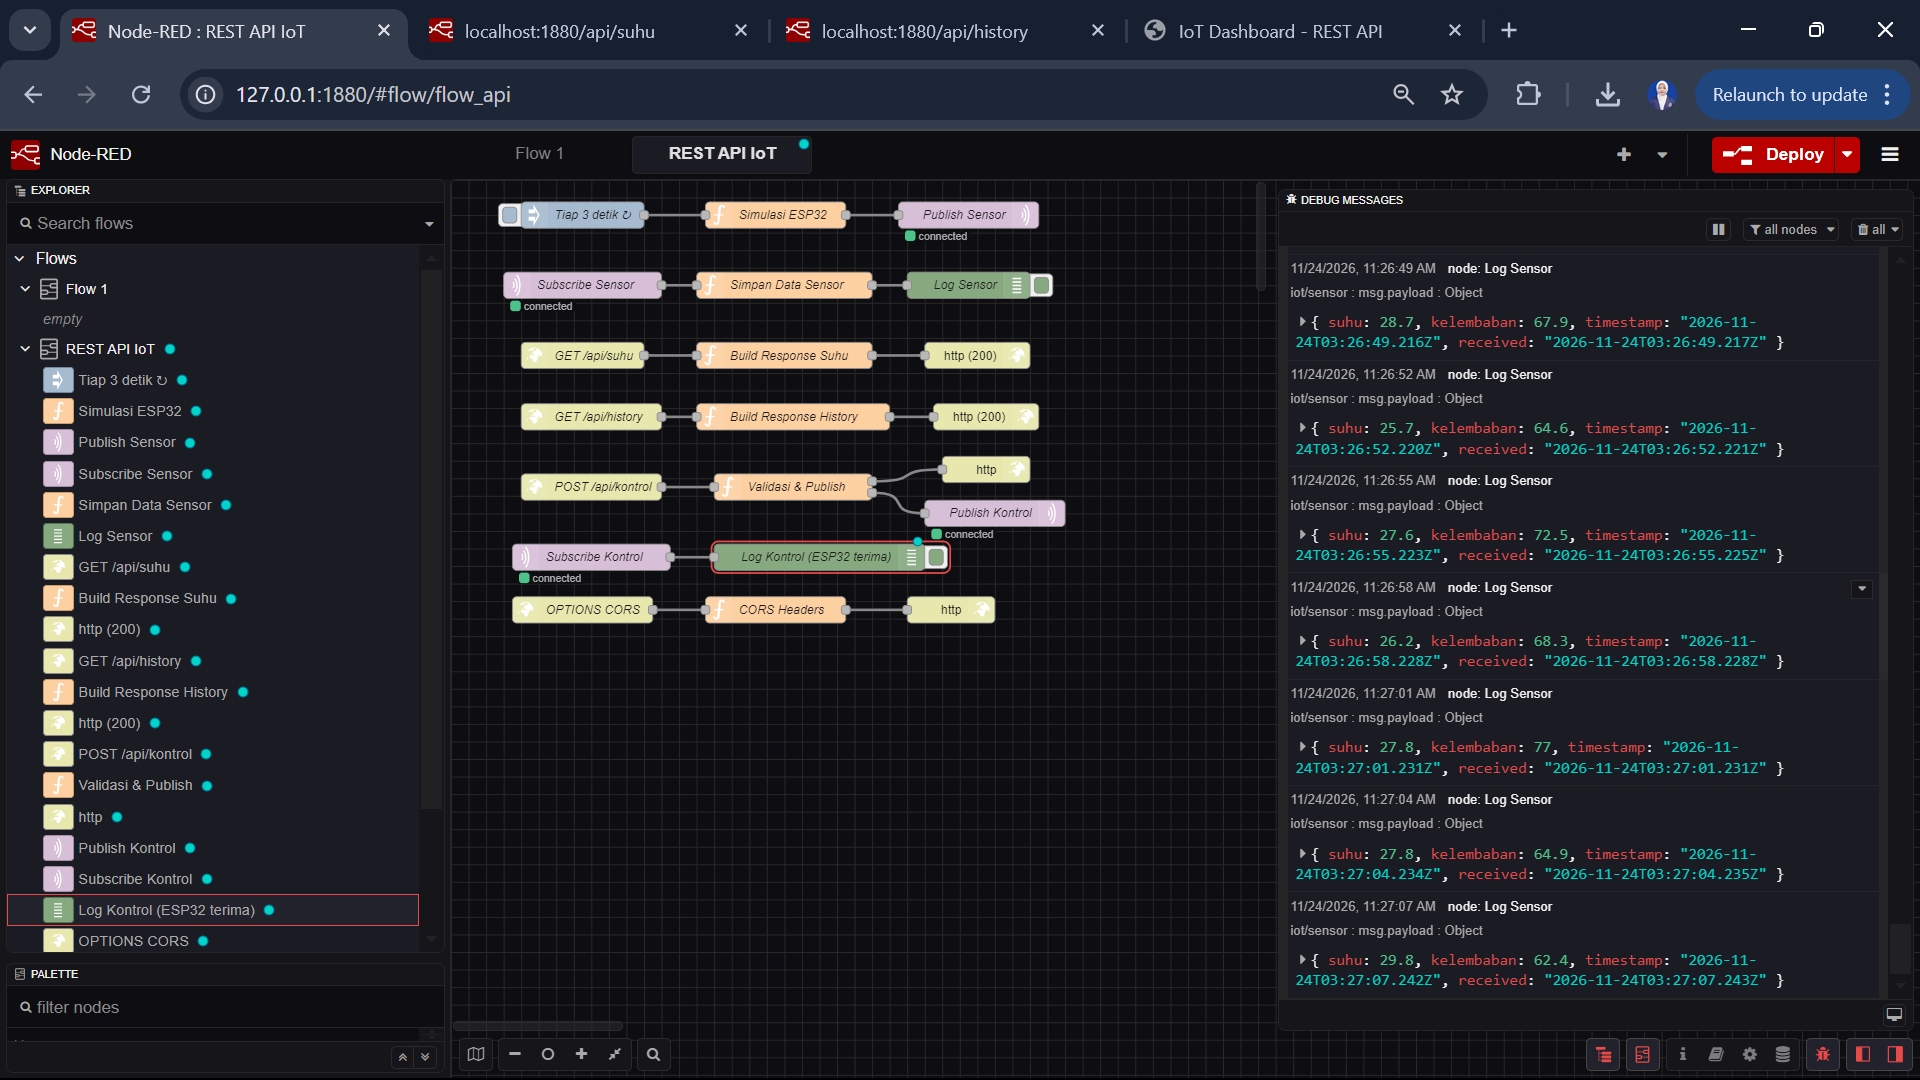 Node-RED : REST API IoT
localhost:1880/api/suhu
localhost:1880/api/history
IoT Dashboard - REST API
127.0.0.1:1880/#flow/flow_api
Relaunch to update
Node-RED
Flow 1
REST API IoT
Deploy
EXPLORER
Search flows
Flows
Flow 1
empty
REST API IoT
Tiap 3 detik ↻
Simulasi ESP32
Publish Sensor
Subscribe Sensor
Simpan Data Sensor
Log Sensor
GET /api/suhu
Build Response Suhu
http (200)
GET /api/history
Build Response History
http (200)
POST /api/kontrol
Validasi & Publish
http
Publish Kontrol
Subscribe Kontrol
Log Kontrol (ESP32 terima)
OPTIONS CORS
PALETTE
filter nodes
Tiap 3 detik ↻
Simulasi ESP32
Publish Sensor
connected
Subscribe Sensor
Simpan Data Sensor
Log Sensor
connected
GET /api/suhu
Build Response Suhu
http (200)
GET /api/history
Build Response History
http (200)
POST /api/kontrol
Validasi & Publish
http
Publish Kontrol
connected
Subscribe Kontrol
Log Kontrol (ESP32 terima)
connected
OPTIONS CORS
CORS Headers
http
DEBUG MESSAGES
all nodes
all
11/24/2026, 11:26:49 AM node: Log Sensor
iot/sensor : msg.payload : Object
{ suhu: 28.7, kelembaban: 67.9, timestamp: "2026-11-
24T03:26:49.216Z", received: "2026-11-24T03:26:49.217Z" }
11/24/2026, 11:26:52 AM node: Log Sensor
iot/sensor : msg.payload : Object
{ suhu: 25.7, kelembaban: 64.6, timestamp: "2026-11-
24T03:26:52.220Z", received: "2026-11-24T03:26:52.221Z" }
11/24/2026, 11:26:55 AM node: Log Sensor
iot/sensor : msg.payload : Object
{ suhu: 27.6, kelembaban: 72.5, timestamp: "2026-11-
24T03:26:55.223Z", received: "2026-11-24T03:26:55.225Z" }
11/24/2026, 11:26:58 AM node: Log Sensor
iot/sensor : msg.payload : Object
{ suhu: 26.2, kelembaban: 68.3, timestamp: "2026-11-
24T03:26:58.228Z", received: "2026-11-24T03:26:58.228Z" }
11/24/2026, 11:27:01 AM node: Log Sensor
iot/sensor : msg.payload : Object
{ suhu: 27.8, kelembaban: 77, timestamp: "2026-11-
24T03:27:01.231Z", received: "2026-11-24T03:27:01.231Z" }
11/24/2026, 11:27:04 AM node: Log Sensor
iot/sensor : msg.payload : Object
{ suhu: 27.8, kelembaban: 64.9, timestamp: "2026-11-
24T03:27:04.234Z", received: "2026-11-24T03:27:04.235Z" }
11/24/2026, 11:27:07 AM node: Log Sensor
iot/sensor : msg.payload : Object
{ suhu: 29.8, kelembaban: 62.4, timestamp: "2026-11-
24T03:27:07.242Z", received: "2026-11-24T03:27:07.243Z" }